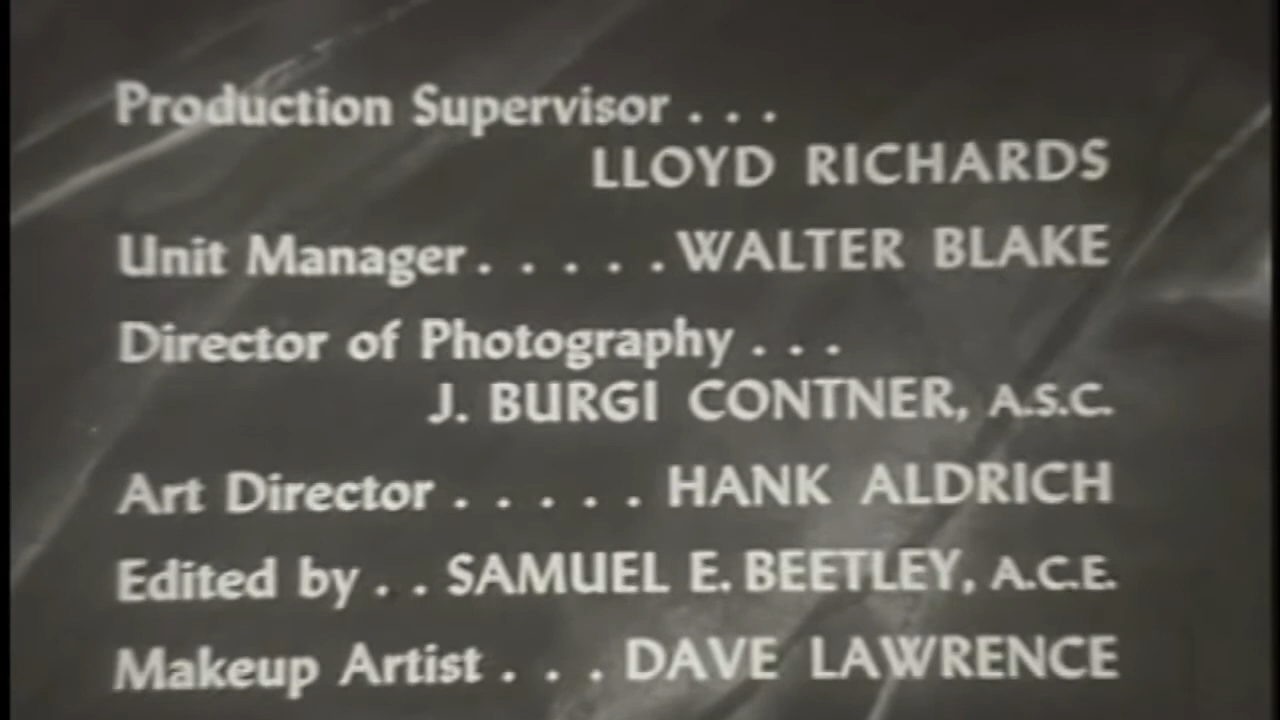 Production Supervisor . . .
LLOYD RICHARDS
Unit Manager . . . . . WALTER BLAKE
Director of Photography . . .
J. BURGI CONTNER, A.S.C.
Art Director . . . . . HANK ALDRICH
Edited by . . SAMUEL E. BEETLEY, A.C.E.
Makeup Artist . . . DAVE LAWRENCE